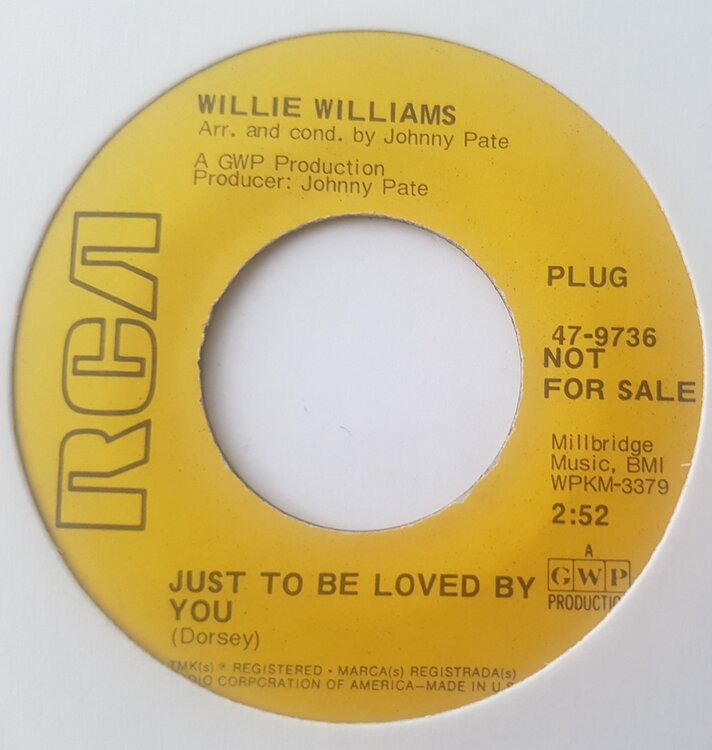 WILLIE WILLIAMS
Arr. and cond. by Johnny Pate
A GWP Production
Producer: Johnny Pate
RCA
PLUG
47-9736
NOT
FOR SALE
Millbridge
Music, BMI
WPKM-3379
2:52
A
GWP
PRODUCTIO
JUST TO BE LOVED BY
YOU
(Dorsey)
TMK(s) ® REGISTERED • MARCA(s) REGISTRADA(s)
DIO CORPORATION OF AMERICA—MADE IN U.S